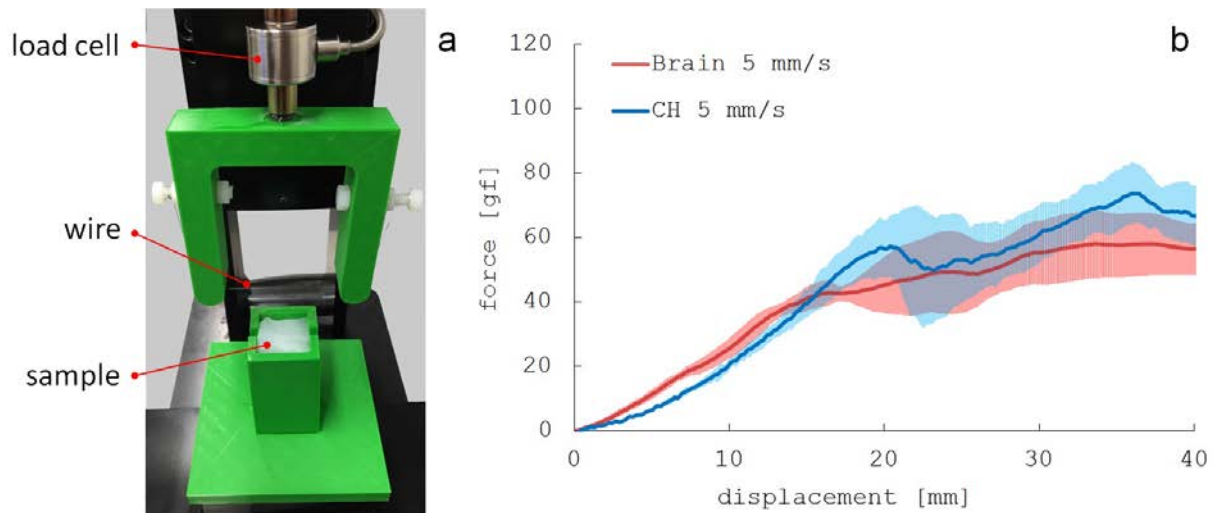 load cell
wire
sample
a
b
120
100
80
60
40
20
0
force [gf]
Brain 5 mm/s
CH 5 mm/s
0 10 20 30 40
displacement [mm]